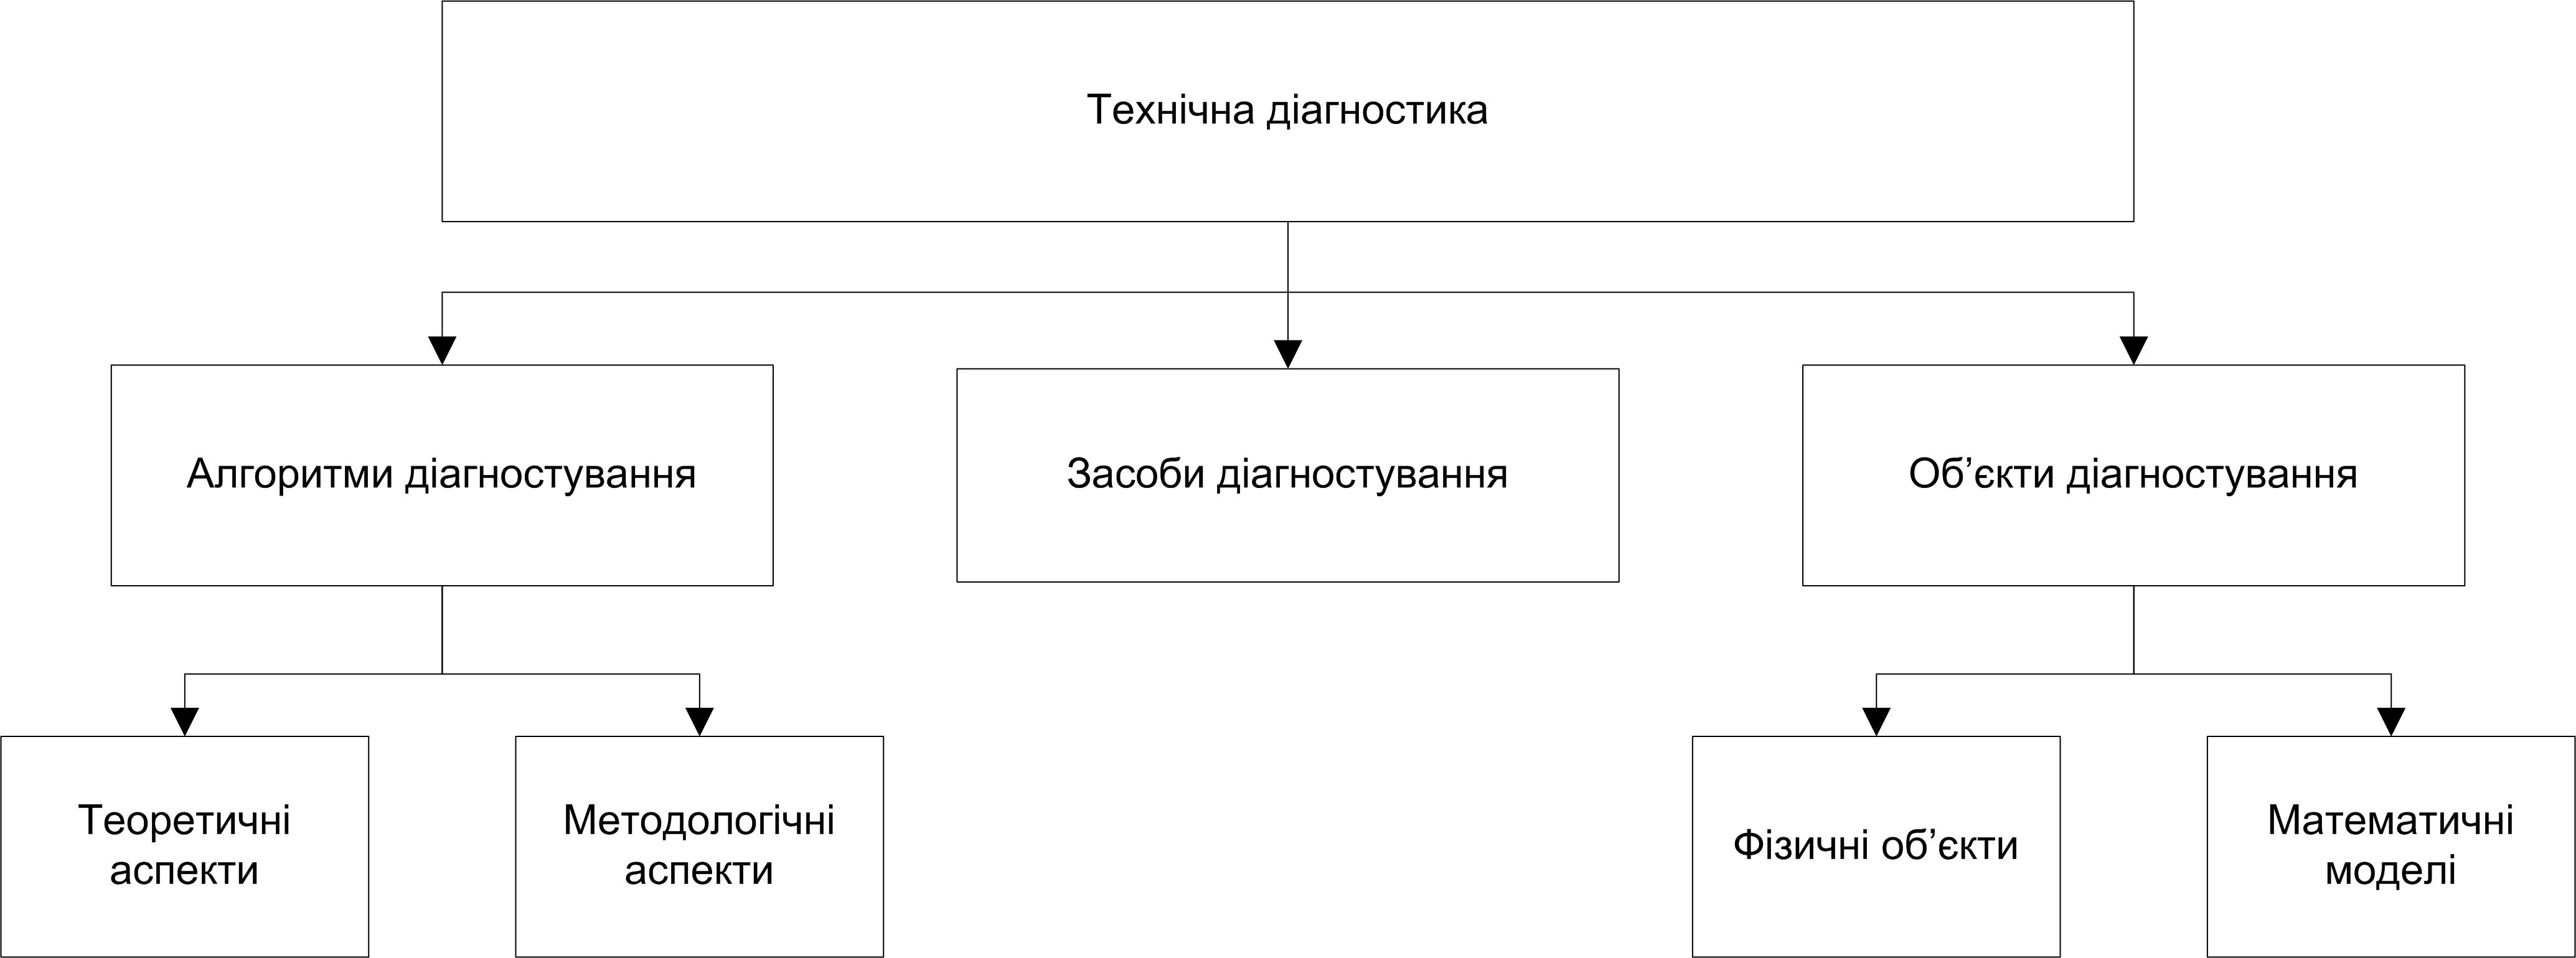 Технічна діагностика
Алгоритми діагностування
Засоби діагностування
Об’єкти діагностування
Теоретичні
аспекти
Методологічні
аспекти
Фізичні об’єкти
Математичні
моделі